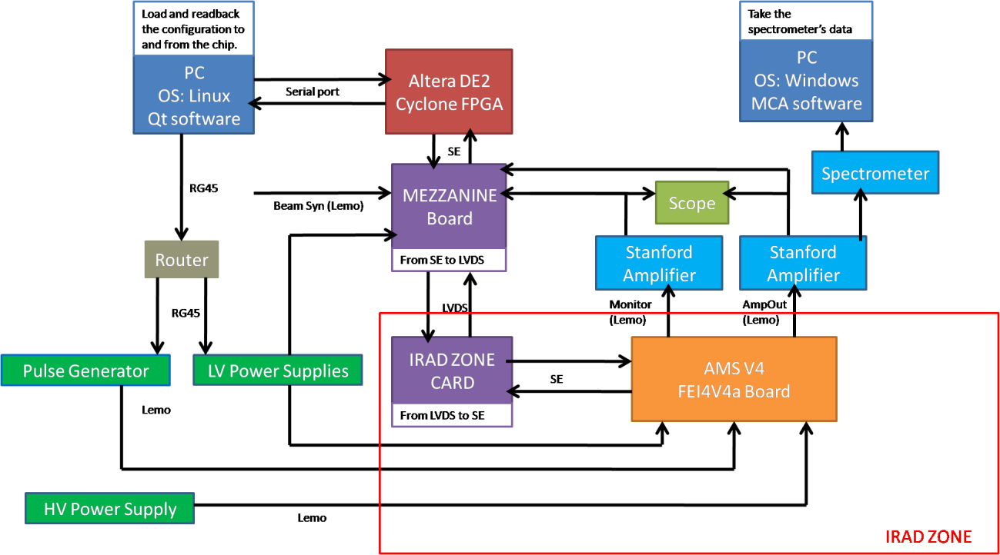 Load and readback
the configuration to
and from the chip.
PC
OS: Linux
Qt software
Serial port
Altera DE2
Cyclone FPGA
Take the
spectrometer's data
PC
OS: Windows
MCA software
SE
RG45
Beam Syn (Lemo)
MEZZANINE
Board
From SE to LVDS
Scope
Spectrometer
Router
Stanford
Amplifier
Stanford
Amplifier
RG45
LVDS
Monitor
(Lemo)
AmpOut
(Lemo)
Pulse Generator
LV Power Supplies
IRAD ZONE
CARD
From LVDS to SE
SE
AMS V4
FEI4V4a Board
Lemo
HV Power Supply
Lemo
IRAD ZONE